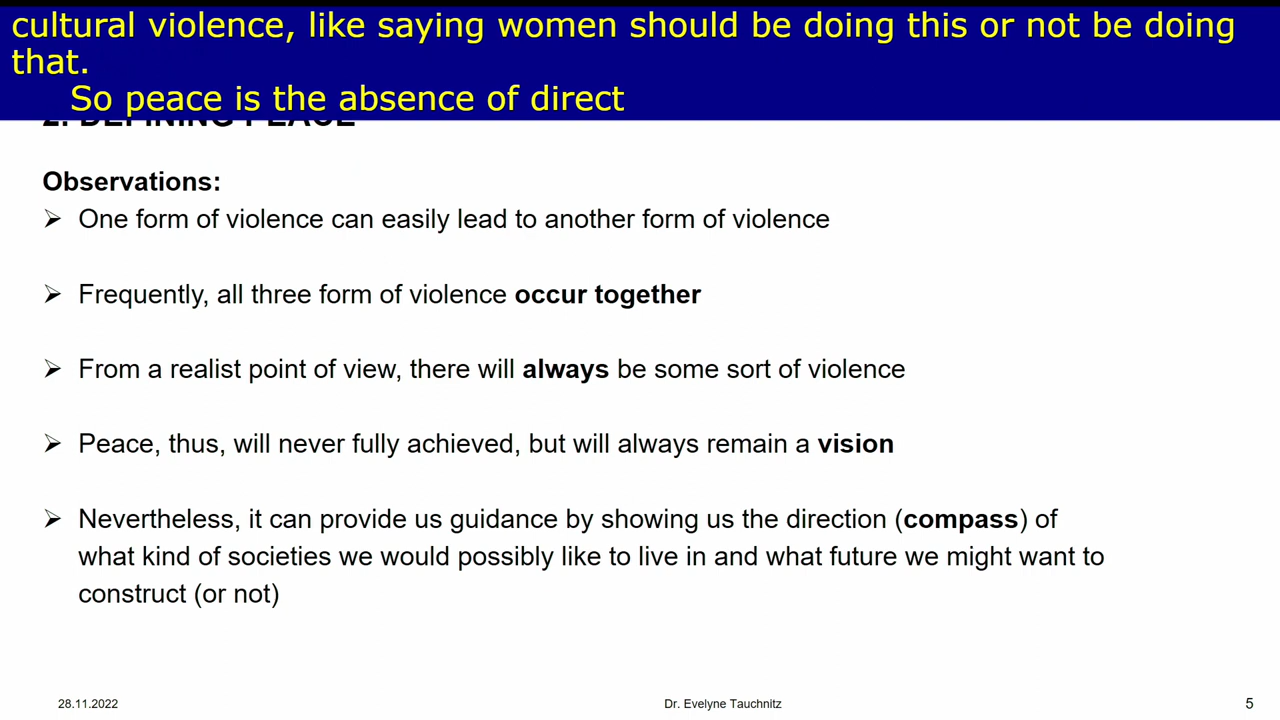 cultural violence, like saying women should be doing this or not be doing
that.
So peace is the absence of direct
2. DEFINING PEACE
Observations:
➢ One form of violence can easily lead to another form of violence
➢ Frequently, all three form of violence occur together
➢ From a realist point of view, there will always be some sort of violence
➢ Peace, thus, will never fully achieved, but will always remain a vision
➢ Nevertheless, it can provide us guidance by showing us the direction (compass) of
what kind of societies we would possibly like to live in and what future we might want to
construct (or not)
28.11.2022
Dr. Evelyne Tauchnitz
5